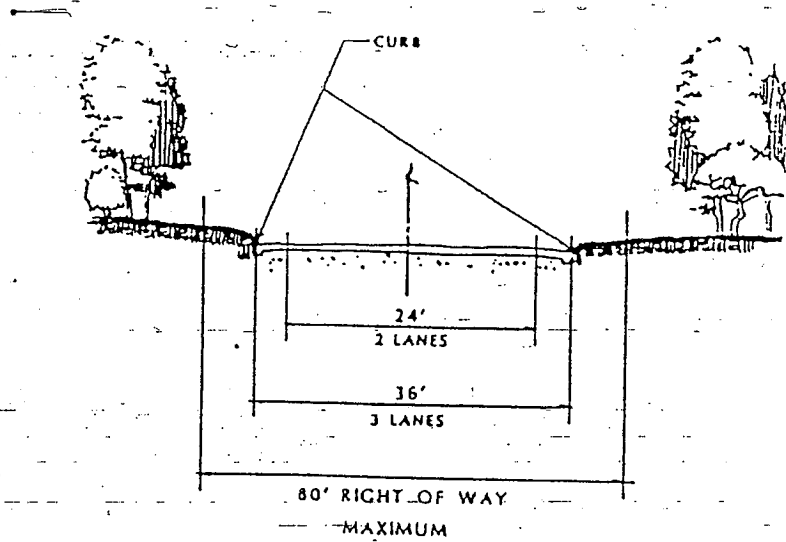 CURB
24'
2 LANES
36'
3 LANES
80' RIGHT OF WAY
MAXIMUM